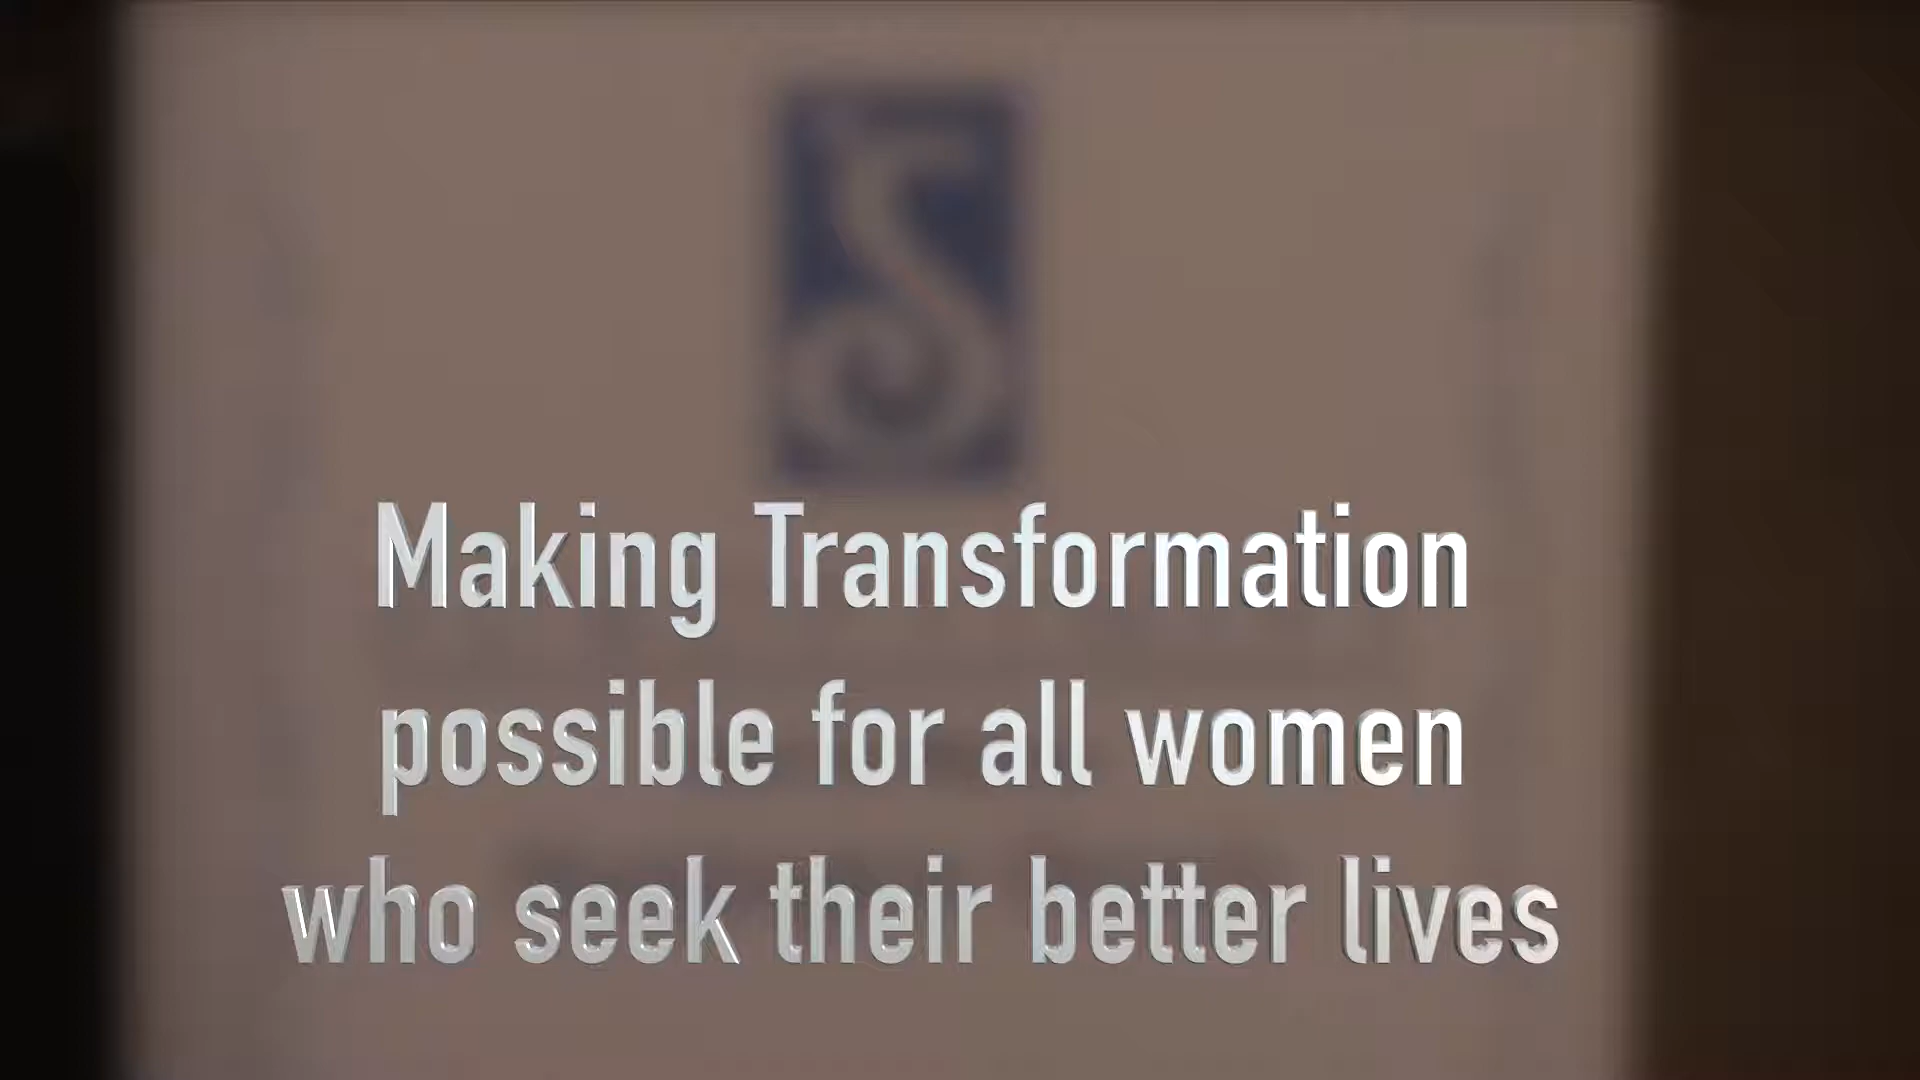 Making Transformation
possible for all women
who seek their better lives